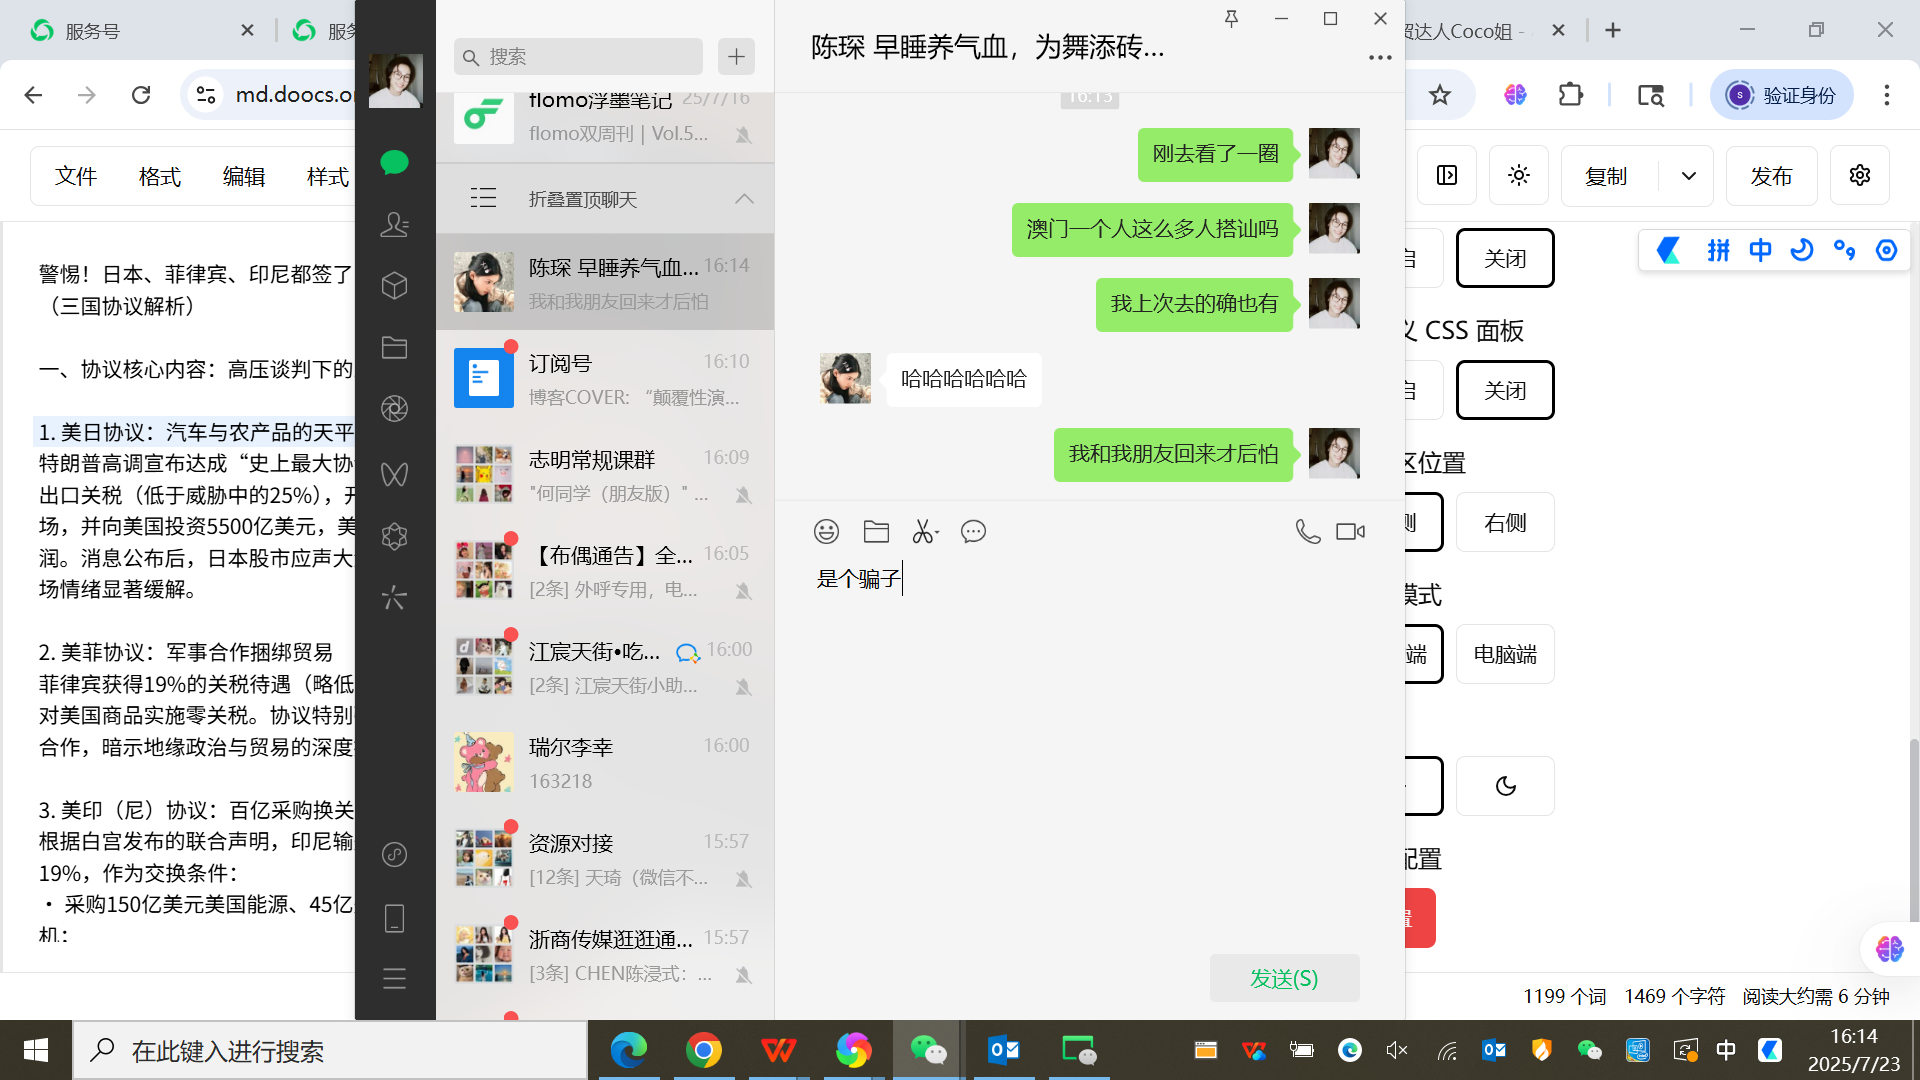 服务号
服务
贸达人Coco姐 -
md.doocs.or
验证身份
文件
格式
编辑
样式
复制
发布
警惕！日本、菲律宾、印尼都签了
（三国协议解析）
一、协议核心内容：高压谈判下的
1. 美日协议：汽车与农产品的天平
特朗普高调宣布达成“史上最大协
出口关税（低于威胁中的25%），开
场，并向美国投资5500亿美元，美
润。消息公布后，日本股市应声大
场情绪显著缓解。
2. 美菲协议：军事合作捆绑贸易
菲律宾获得19%的关税待遇（略低
对美国商品实施零关税。协议特别
合作，暗示地缘政治与贸易的深度
3. 美印（尼）协议：百亿采购换关
根据白宫发布的联合声明，印尼输
19%，作为交换条件：
• 采购150亿美元美国能源、45亿
机；
搜索
flomo浮墨笔记
25/7/16
flomo双周刊 | Vol.5...
折叠置顶聊天
陈琛 早睡养气血...
16:14
我和我朋友回来才后怕
订阅号
16:10
博客COVER: “颠覆性演...
志明常规课群
16:09
"何同学（朋友版）" ...
【布偶通告】全...
16:05
[2条] 外呼专用，电...
江宸天街•吃...
16:00
[2条] 江宸天街小助...
瑞尔李幸
16:00
163218
资源对接
15:57
[12条] 天琦（微信不...
浙商传媒逛逛通...
15:57
[3条] CHEN陈浸式：...
陈琛 早睡养气血，为舞添砖...
16:13
刚去看了一圈
澳门一个人这么多人搭讪吗
我上次去的确也有
哈哈哈哈哈哈
我和我朋友回来才后怕
是个骗子
发送(S)
启
关闭
拼
中
义 CSS 面板
启
关闭
区位置
侧
右侧
模式
端
电脑端
配置
置
1199 个词
1469 个字符
阅读大约需 6 分钟
在此键入进行搜索
中
16:14
2025/7/23